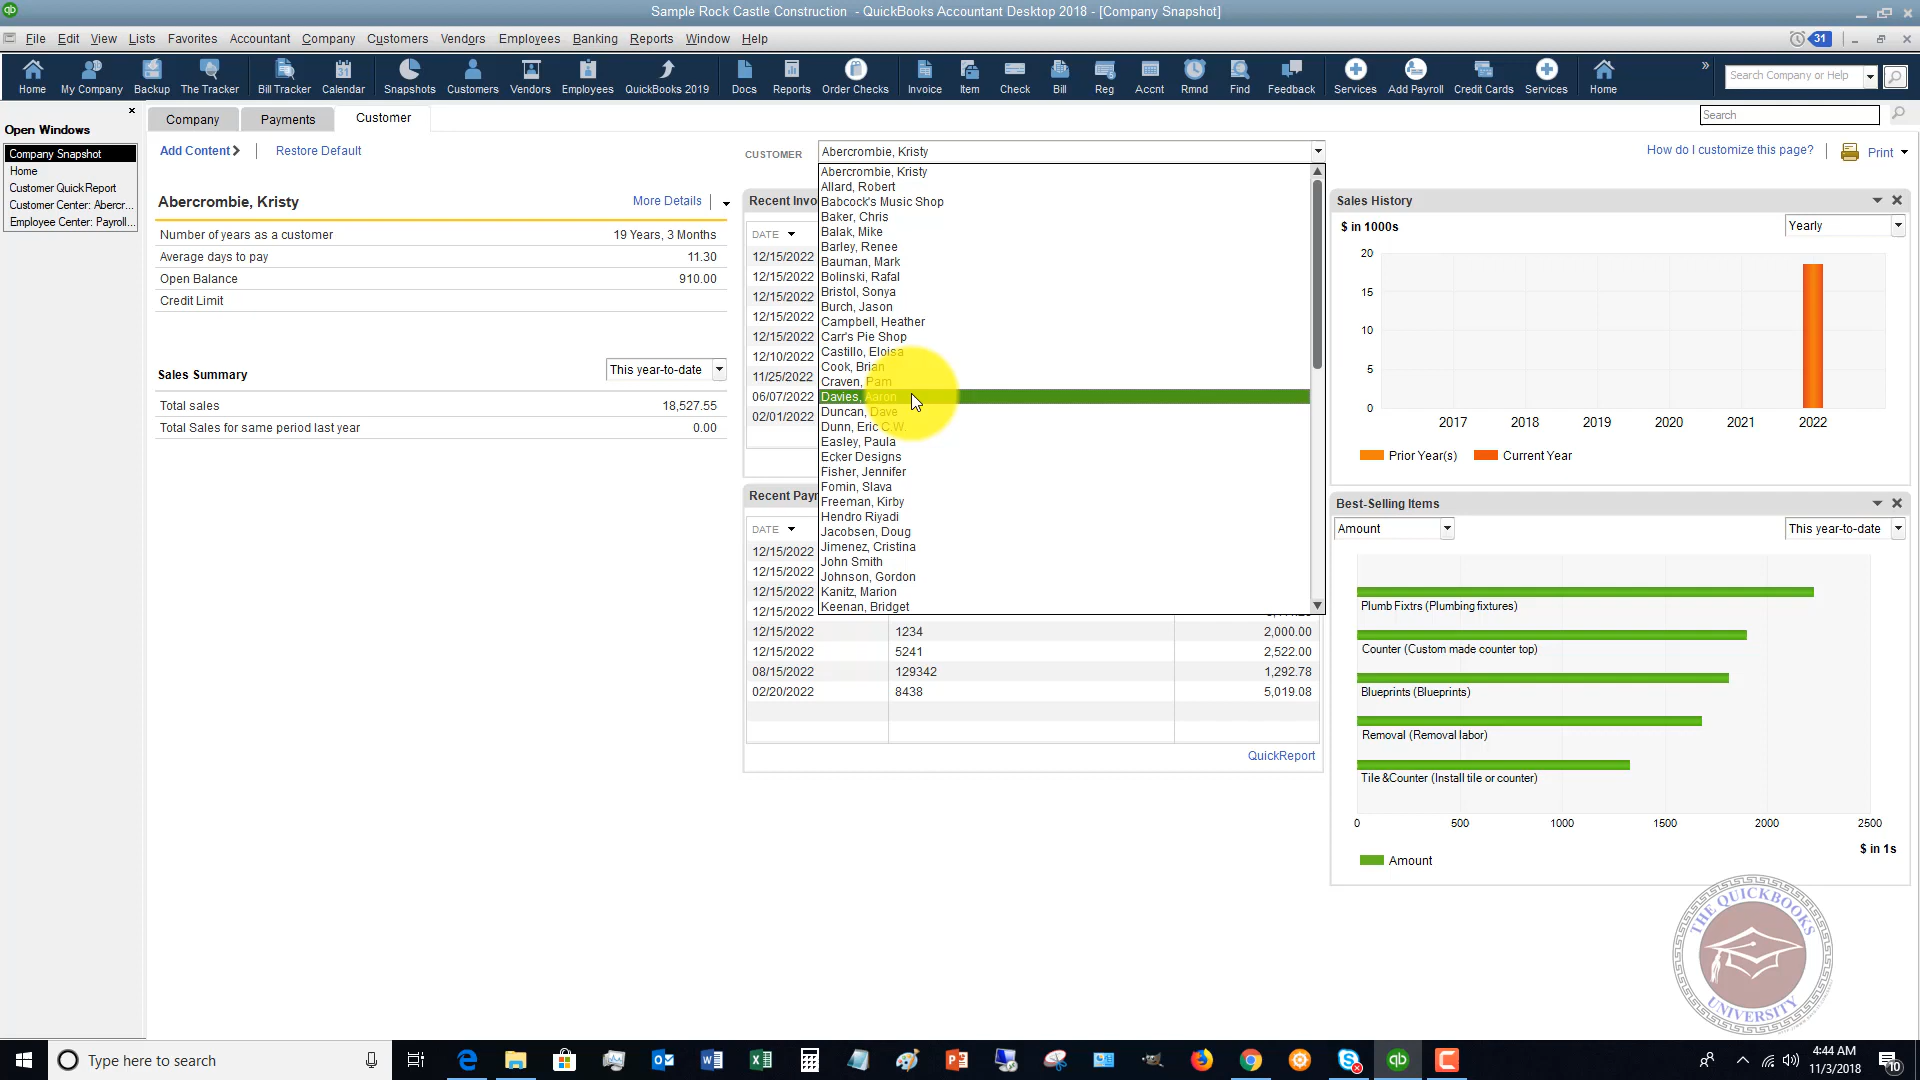 Sample Rock Castle Construction - QuickBooks Accountant Desktop 2018 - [Company Snapshot]
File Edit View Lists Favorites Accountant Company Customers Vendors Employees Banking Reports Window Help
31
Home My Company Backup The Tracker Bill Tracker Calendar Snapshots Customers Vendors Employees QuickBooks 2019 Docs Reports Order Checks Invoice Item Check Bill Reg Accnt Rmnd Find Feedback Services Add Payroll Credit Cards Services Home
Search Company or Help
Open Windows
Company Snapshot
Home
Customer QuickReport
Customer Center: Abercr...
Employee Center: Payroll...
Company Payments Customer
Search
Add Content Restore Default
CUSTOMER Abercrombie, Kristy
How do I customize this page? Print
Abercrombie, Kristy More Details
Number of years as a customer 19 Years, 3 Months
Average days to pay 11.30
Open Balance 910.00
Credit Limit
Sales Summary This year-to-date
Total sales 18,527.55
Total Sales for same period last year 0.00
Recent Invo
DATE
12/15/2022
12/15/2022
12/15/2022
12/15/2022
12/15/2022
12/10/2022
11/25/2022
06/07/2022
02/01/2022
Abercrombie, Kristy
Allard, Robert
Babcock's Music Shop
Baker, Chris
Balak, Mike
Barley, Renee
Bauman, Mark
Bolinski, Rafal
Bristol, Sonya
Burch, Jason
Campbell, Heather
Carr's Pie Shop
Castillo, Eloisa
Cook, Brian
Craven, Pam
Davies, Aaron
Duncan, Dave
Dunn, Eric C.W.
Easley, Paula
Ecker Designs
Fisher, Jennifer
Fomin, Slava
Freeman, Kirby
Hendro Riyadi
Jacobsen, Doug
Jimenez, Cristina
John Smith
Johnson, Gordon
Kanitz, Marion
Keenan, Bridget
Recent Payn
DATE
12/15/2022
12/15/2022
12/15/2022
12/15/2022
12/15/2022 1234 2,000.00
12/15/2022 5241 2,522.00
08/15/2022 129342 1,292.78
02/20/2022 8438 5,019.08
QuickReport
Sales History
$ in 1000s Yearly
20
15
10
5
0
2017 2018 2019 2020 2021 2022
Prior Year(s) Current Year
Best-Selling Items
Amount This year-to-date
Plumb Fixtrs (Plumbing fixtures)
Counter (Custom made counter top)
Blueprints (Blueprints)
Removal (Removal labor)
Tile &Counter (Install tile or counter)
0 500 1000 1500 2000 2500
$ in 1s
Amount
THE QUICKBOOKS
UNIVERSITY
Type here to search
4:44 AM
11/3/2018
10